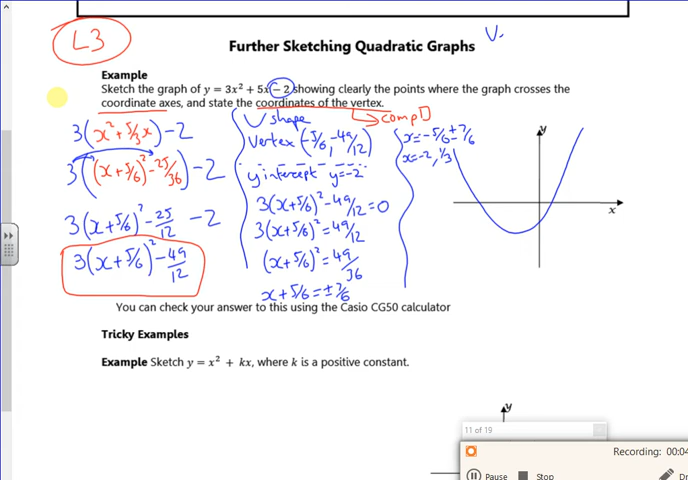 L3
V
Further Sketching Quadratic Graphs
Example
Sketch the graph of y = 3x² + 5x − 2 showing clearly the points where the graph crosses the
coordinate axes, and state the coordinates of the vertex.
3(x² + 5/3x) − 2
3((x + 5/6)² − 25/36) − 2
3(x + 5/6)² − 25/12 − 2
3(x + 5/6)² − 49/12
∪ shape
comp □
Vertex (−5/6, −49/12)
y intercept y = −2
3(x + 5/6)² − 49/12 = 0
3(x + 5/6)² = 49/12
(x + 5/6)² = 49/36
x + 5/6 = ± 7/6
x = −5/6 ± 7/6
x = −2, 1/3
y
x
You can check your answer to this using the Casio CG50 calculator
Tricky Examples
Example Sketch y = x² + kx, where k is a positive constant.
y
11 of 19
Recording: 00:04
Pause
Stop
Dr